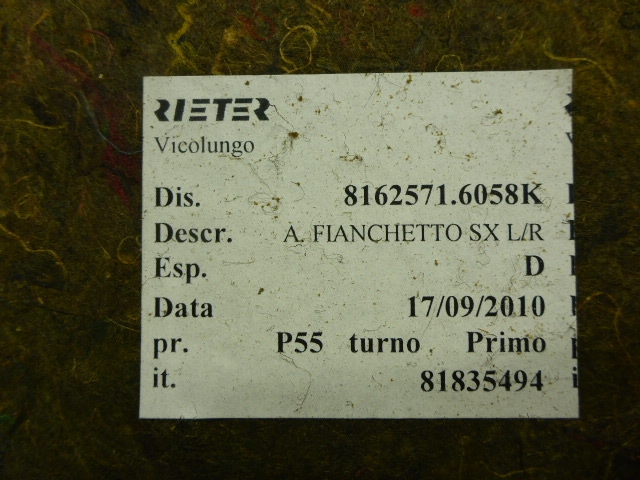 RIETER
Vicolungo
Dis. 8162571.6058K
Descr. A. FIANCHETTO SX L/R
Esp. D
Data 17/09/2010
pr. P55 turno Primo
it. 81835494